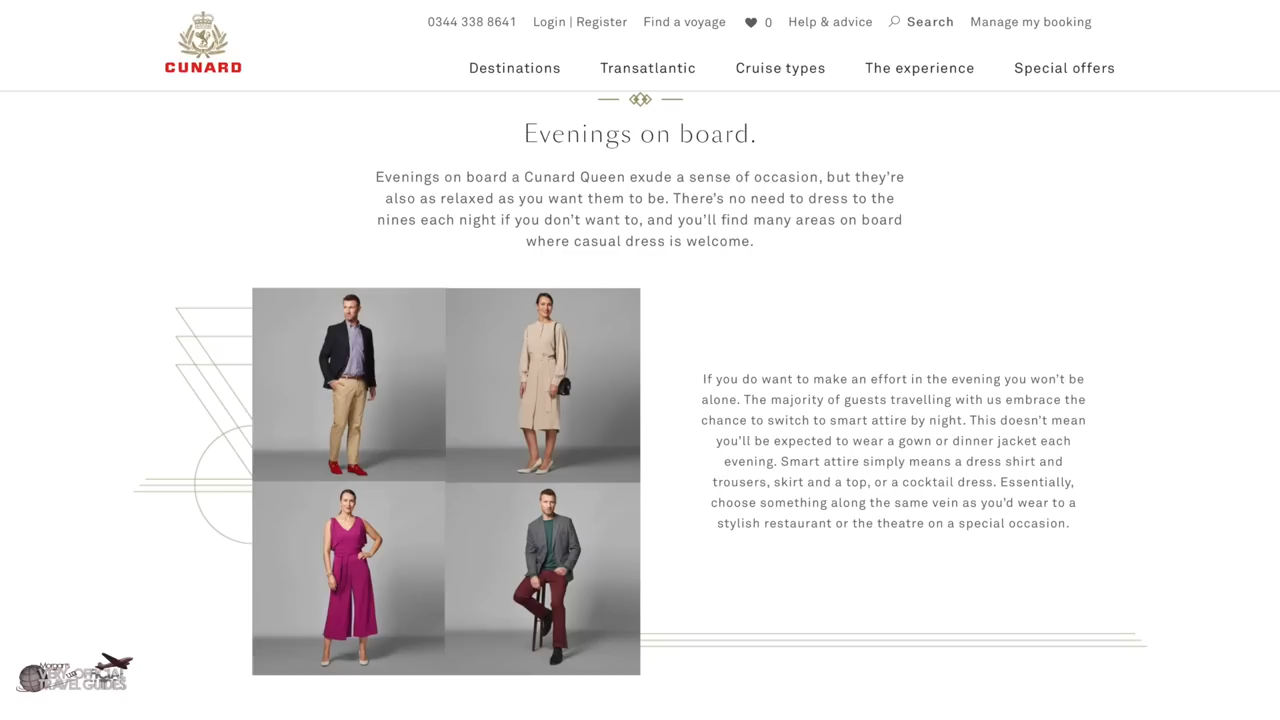 0344 338 8641 Login | Register Find a voyage 0 Help & advice Search Manage my booking
CUNARD
Destinations Transatlantic Cruise types The experience Special offers
Evenings on board.
Evenings on board a Cunard Queen exude a sense of occasion, but they're
also as relaxed as you want them to be. There's no need to dress to the
nines each night if you don't want to, and you'll find many areas on board
where casual dress is welcome.
If you do want to make an effort in the evening you won't be
alone. The majority of guests travelling with us embrace the
chance to switch to smart attire by night. This doesn't mean
you'll be expected to wear a gown or dinner jacket each
evening. Smart attire simply means a dress shirt and
trousers, skirt and a top, or a cocktail dress. Essentially,
choose something along the same vein as you'd wear to a
stylish restaurant or the theatre on a special occasion.
Morgan's
VERY UNOFFICIAL
TRAVEL GUIDES